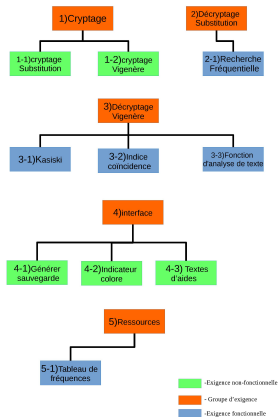 1)Cryptage
2)Décryptage
Substitution
1-1)cryptage
Substitution
1-2)cryptage
Vigenère
2-1)Recherche
Fréquentielle
3)Décryptage
Vigenère
3-1)Kasiski
3-2)Indice
coïncidence
3-3)Fonction
d'analyse de texte
4)interface
4-1)Générer
sauvegarde
4-2)Indicateur
colore
4-3) Textes
d'aides
5)Ressources
5-1)Tableau de
fréquences
-Exigence non-fonctionnelle
- Groupe d'exigence
-Exigence fonctionnelle